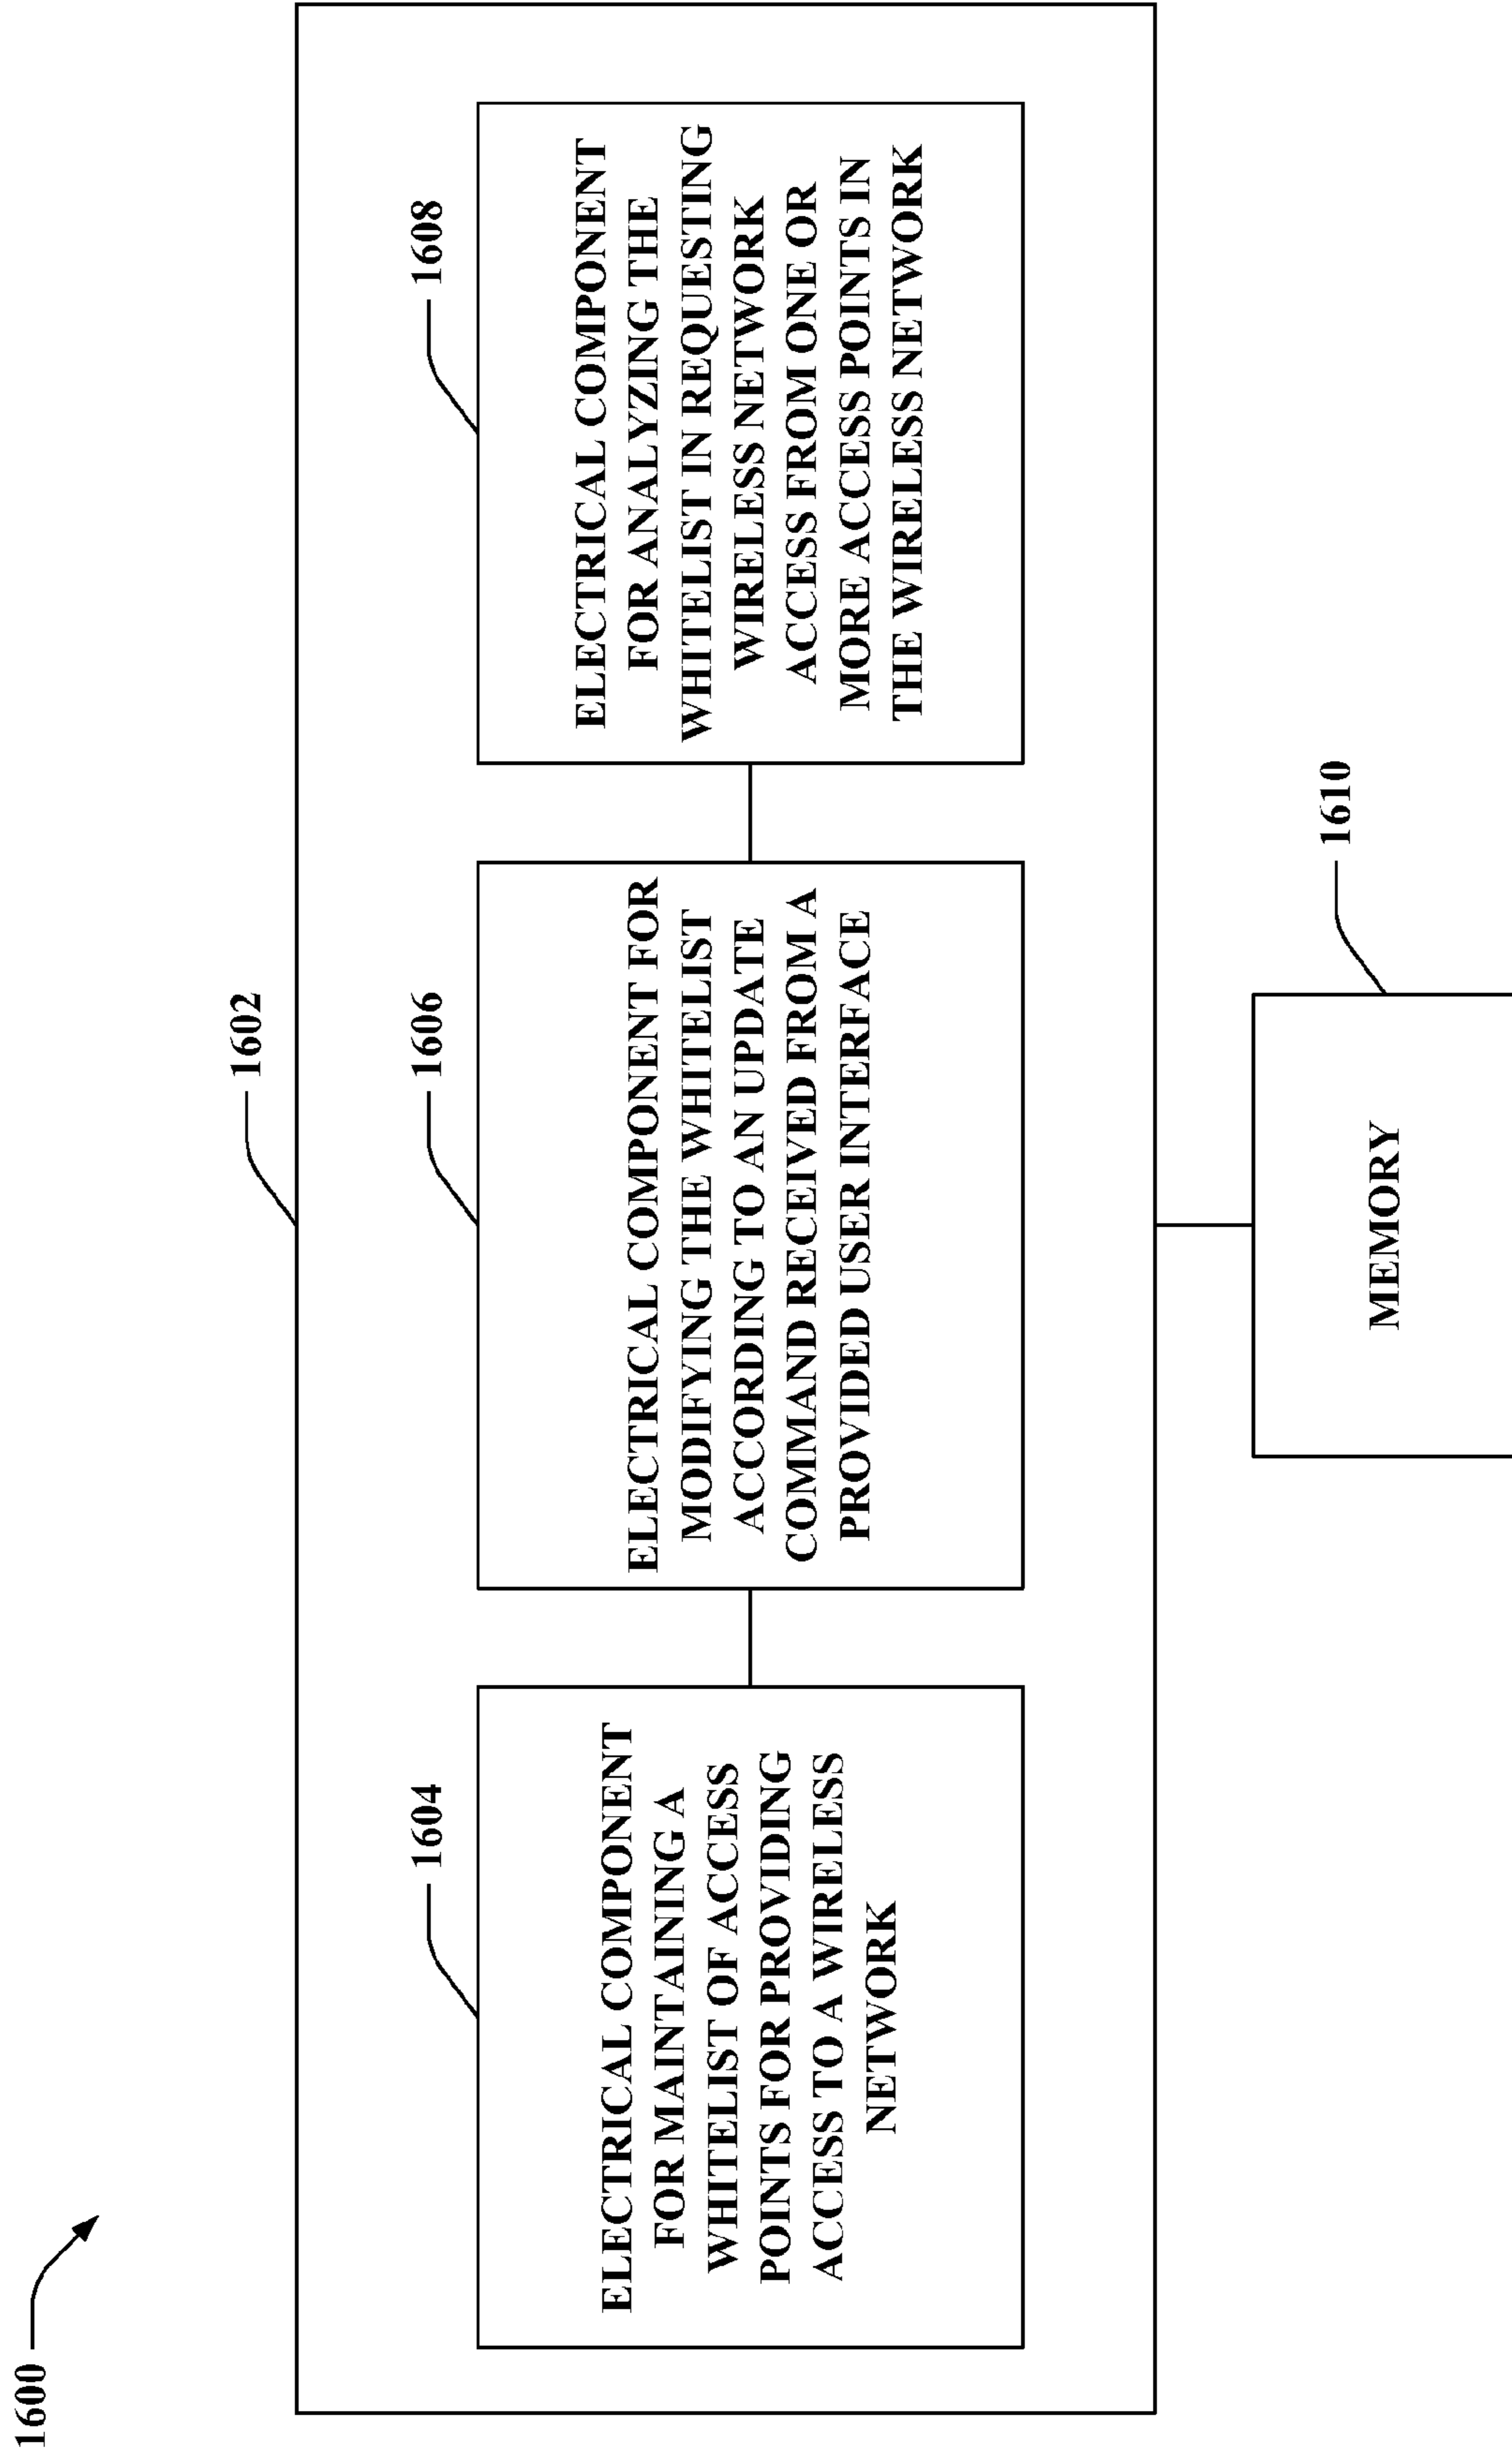 1600
1602
1604
ELECTRICAL COMPONENT
FOR MAINTAINING A
WHITELIST OF ACCESS
POINTS FOR PROVIDING
ACCESS TO A WIRELESS
NETWORK
1606
ELECTRICAL COMPONENT FOR
MODIFYING THE WHITELIST
ACCORDING TO AN UPDATE
COMMAND RECEIVED FROM A
PROVIDED USER INTERFACE
1608
ELECTRICAL COMPONENT
FOR ANALYZING THE
WHITELIST IN REQUESTING
WIRELESS NETWORK
ACCESS FROM ONE OR
MORE ACCESS POINTS IN
THE WIRELESS NETWORK
1610
MEMORY